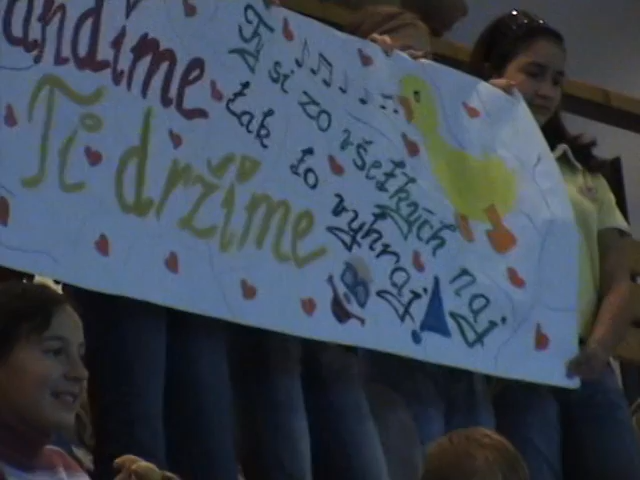 andíme
Ti držíme
Ty si zo všetkých naj
tak to vyhraj!